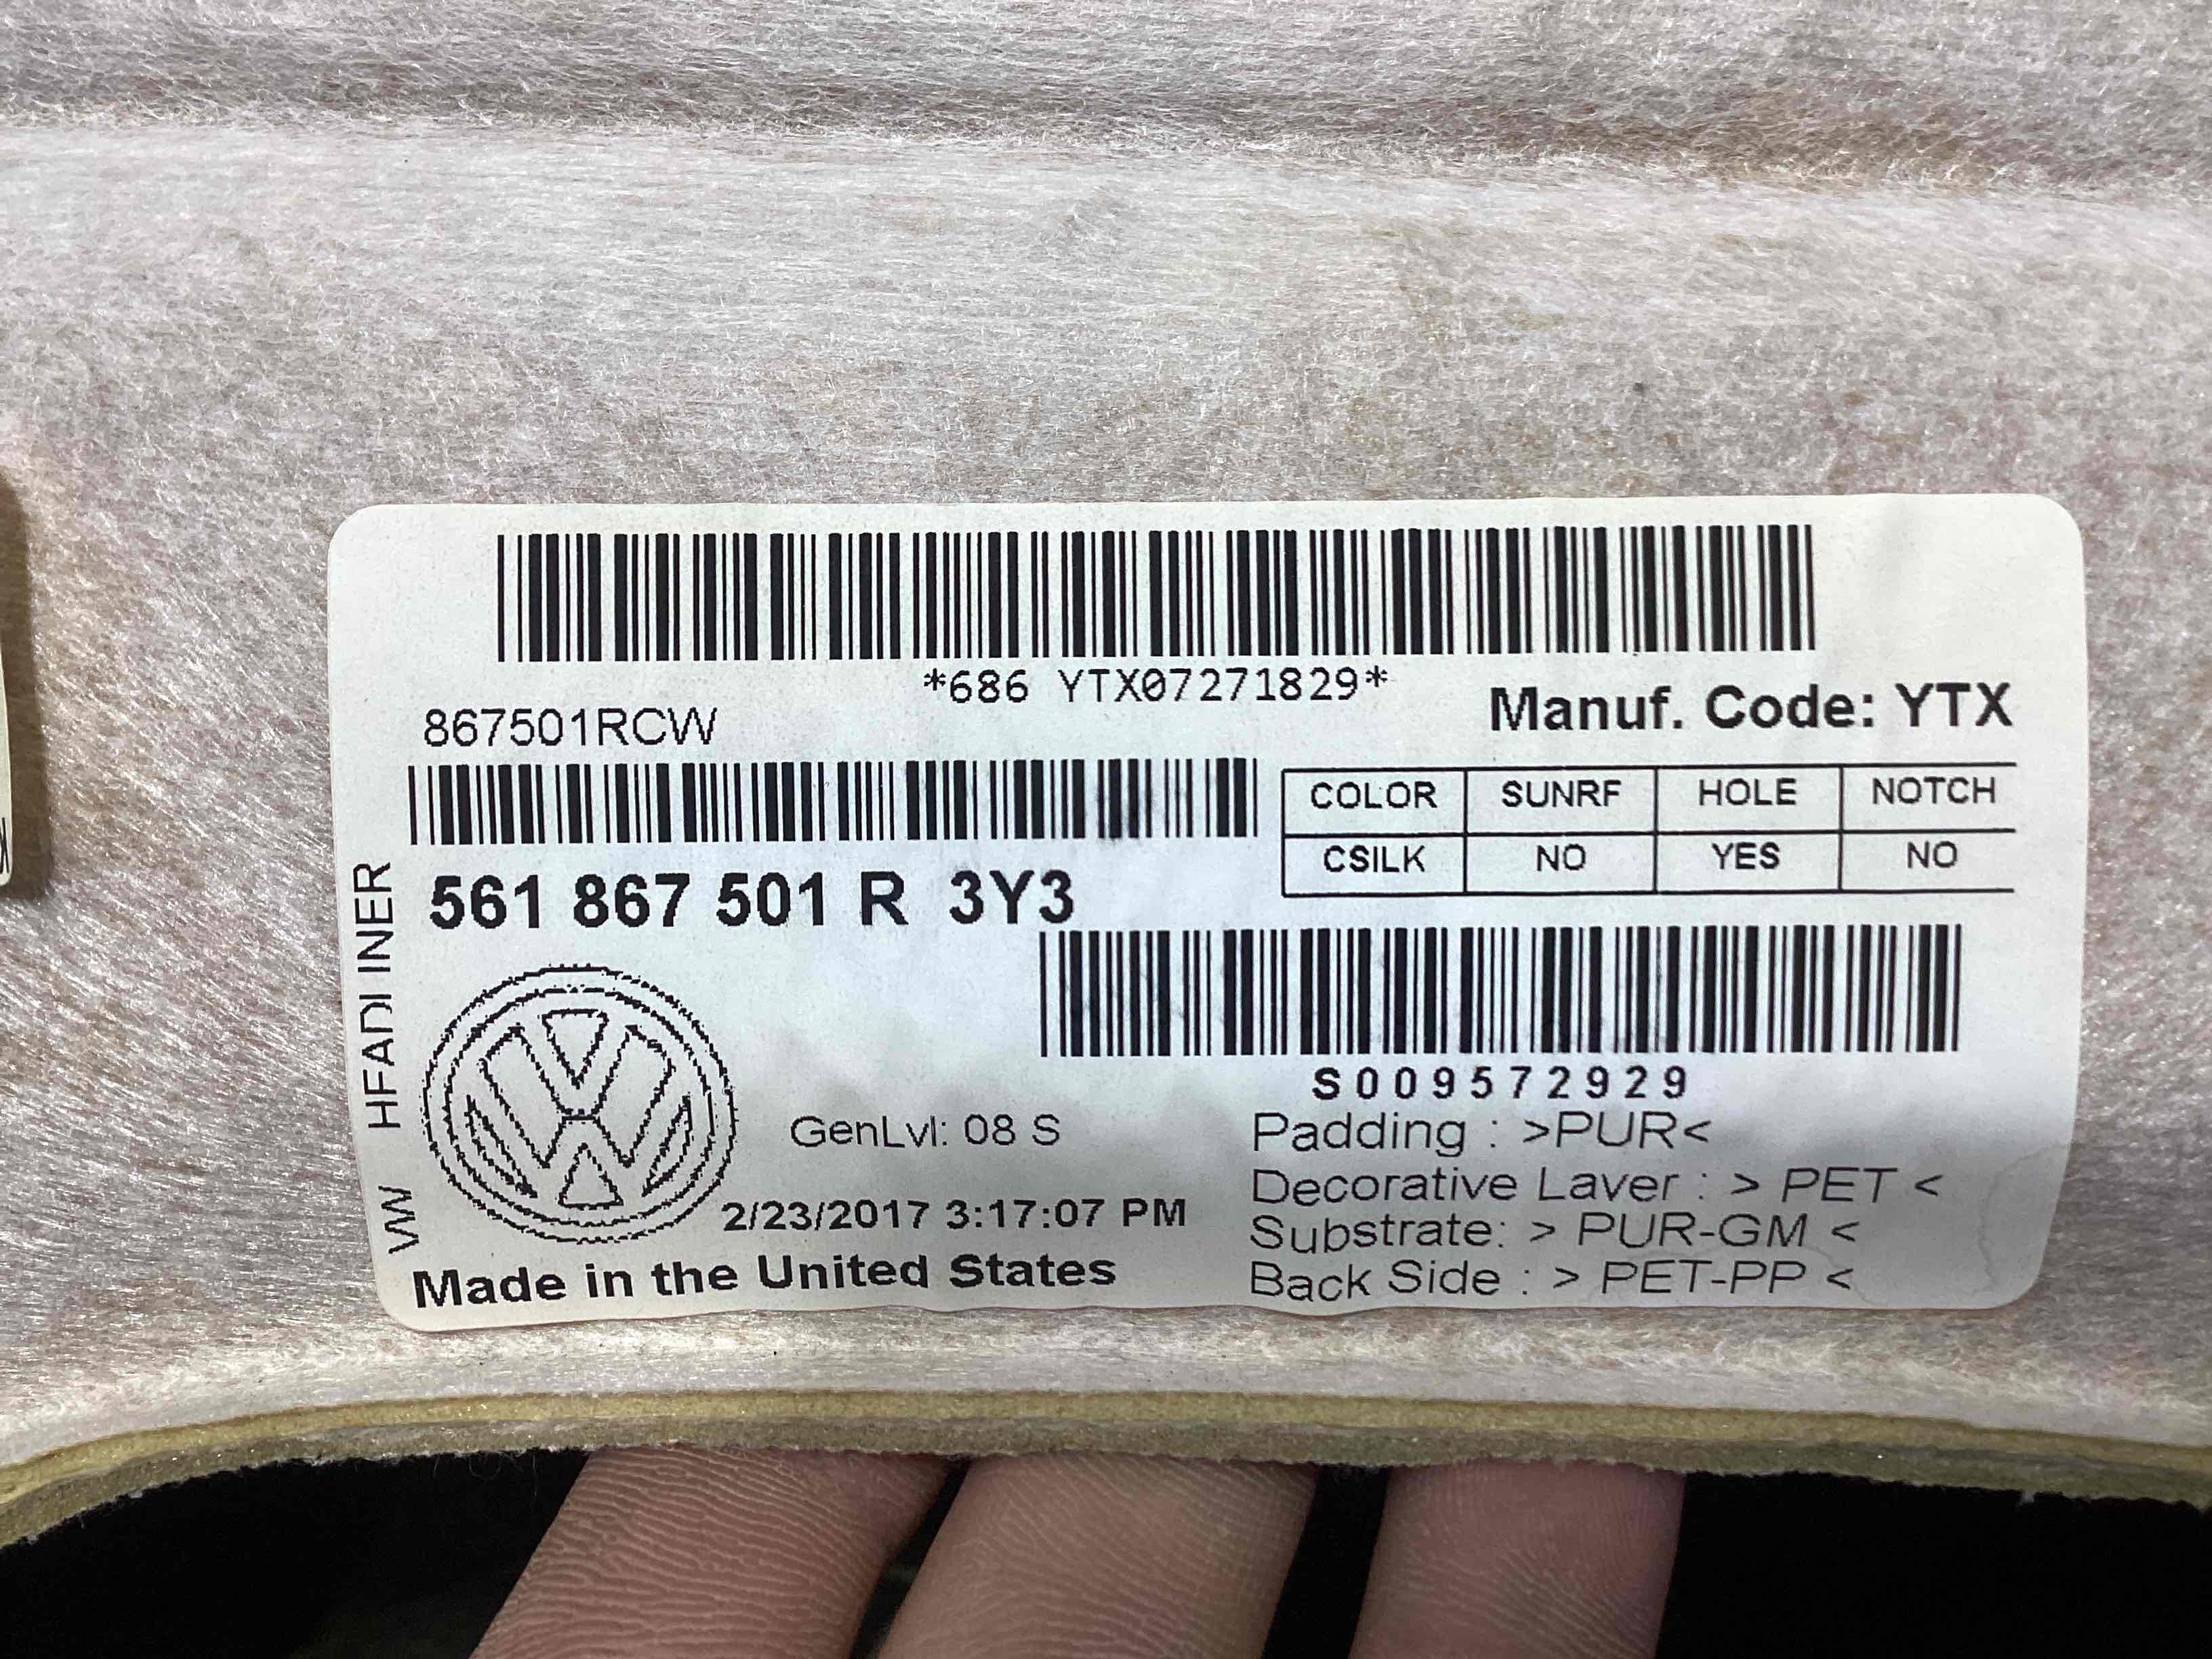 *686 YTX07271829*
867501RCW
Manuf. Code: YTX
COLOR SUNRF HOLE NOTCH
CSILK NO YES NO
561 867 501 R 3Y3
VW HEADLINER
S009572929
GenLvl: 08 S
Padding : >PUR<
Decorative Layer : > PET <
2/23/2017 3:17:07 PM
Substrate: > PUR-GM <
Made in the United States
Back Side : > PET-PP <